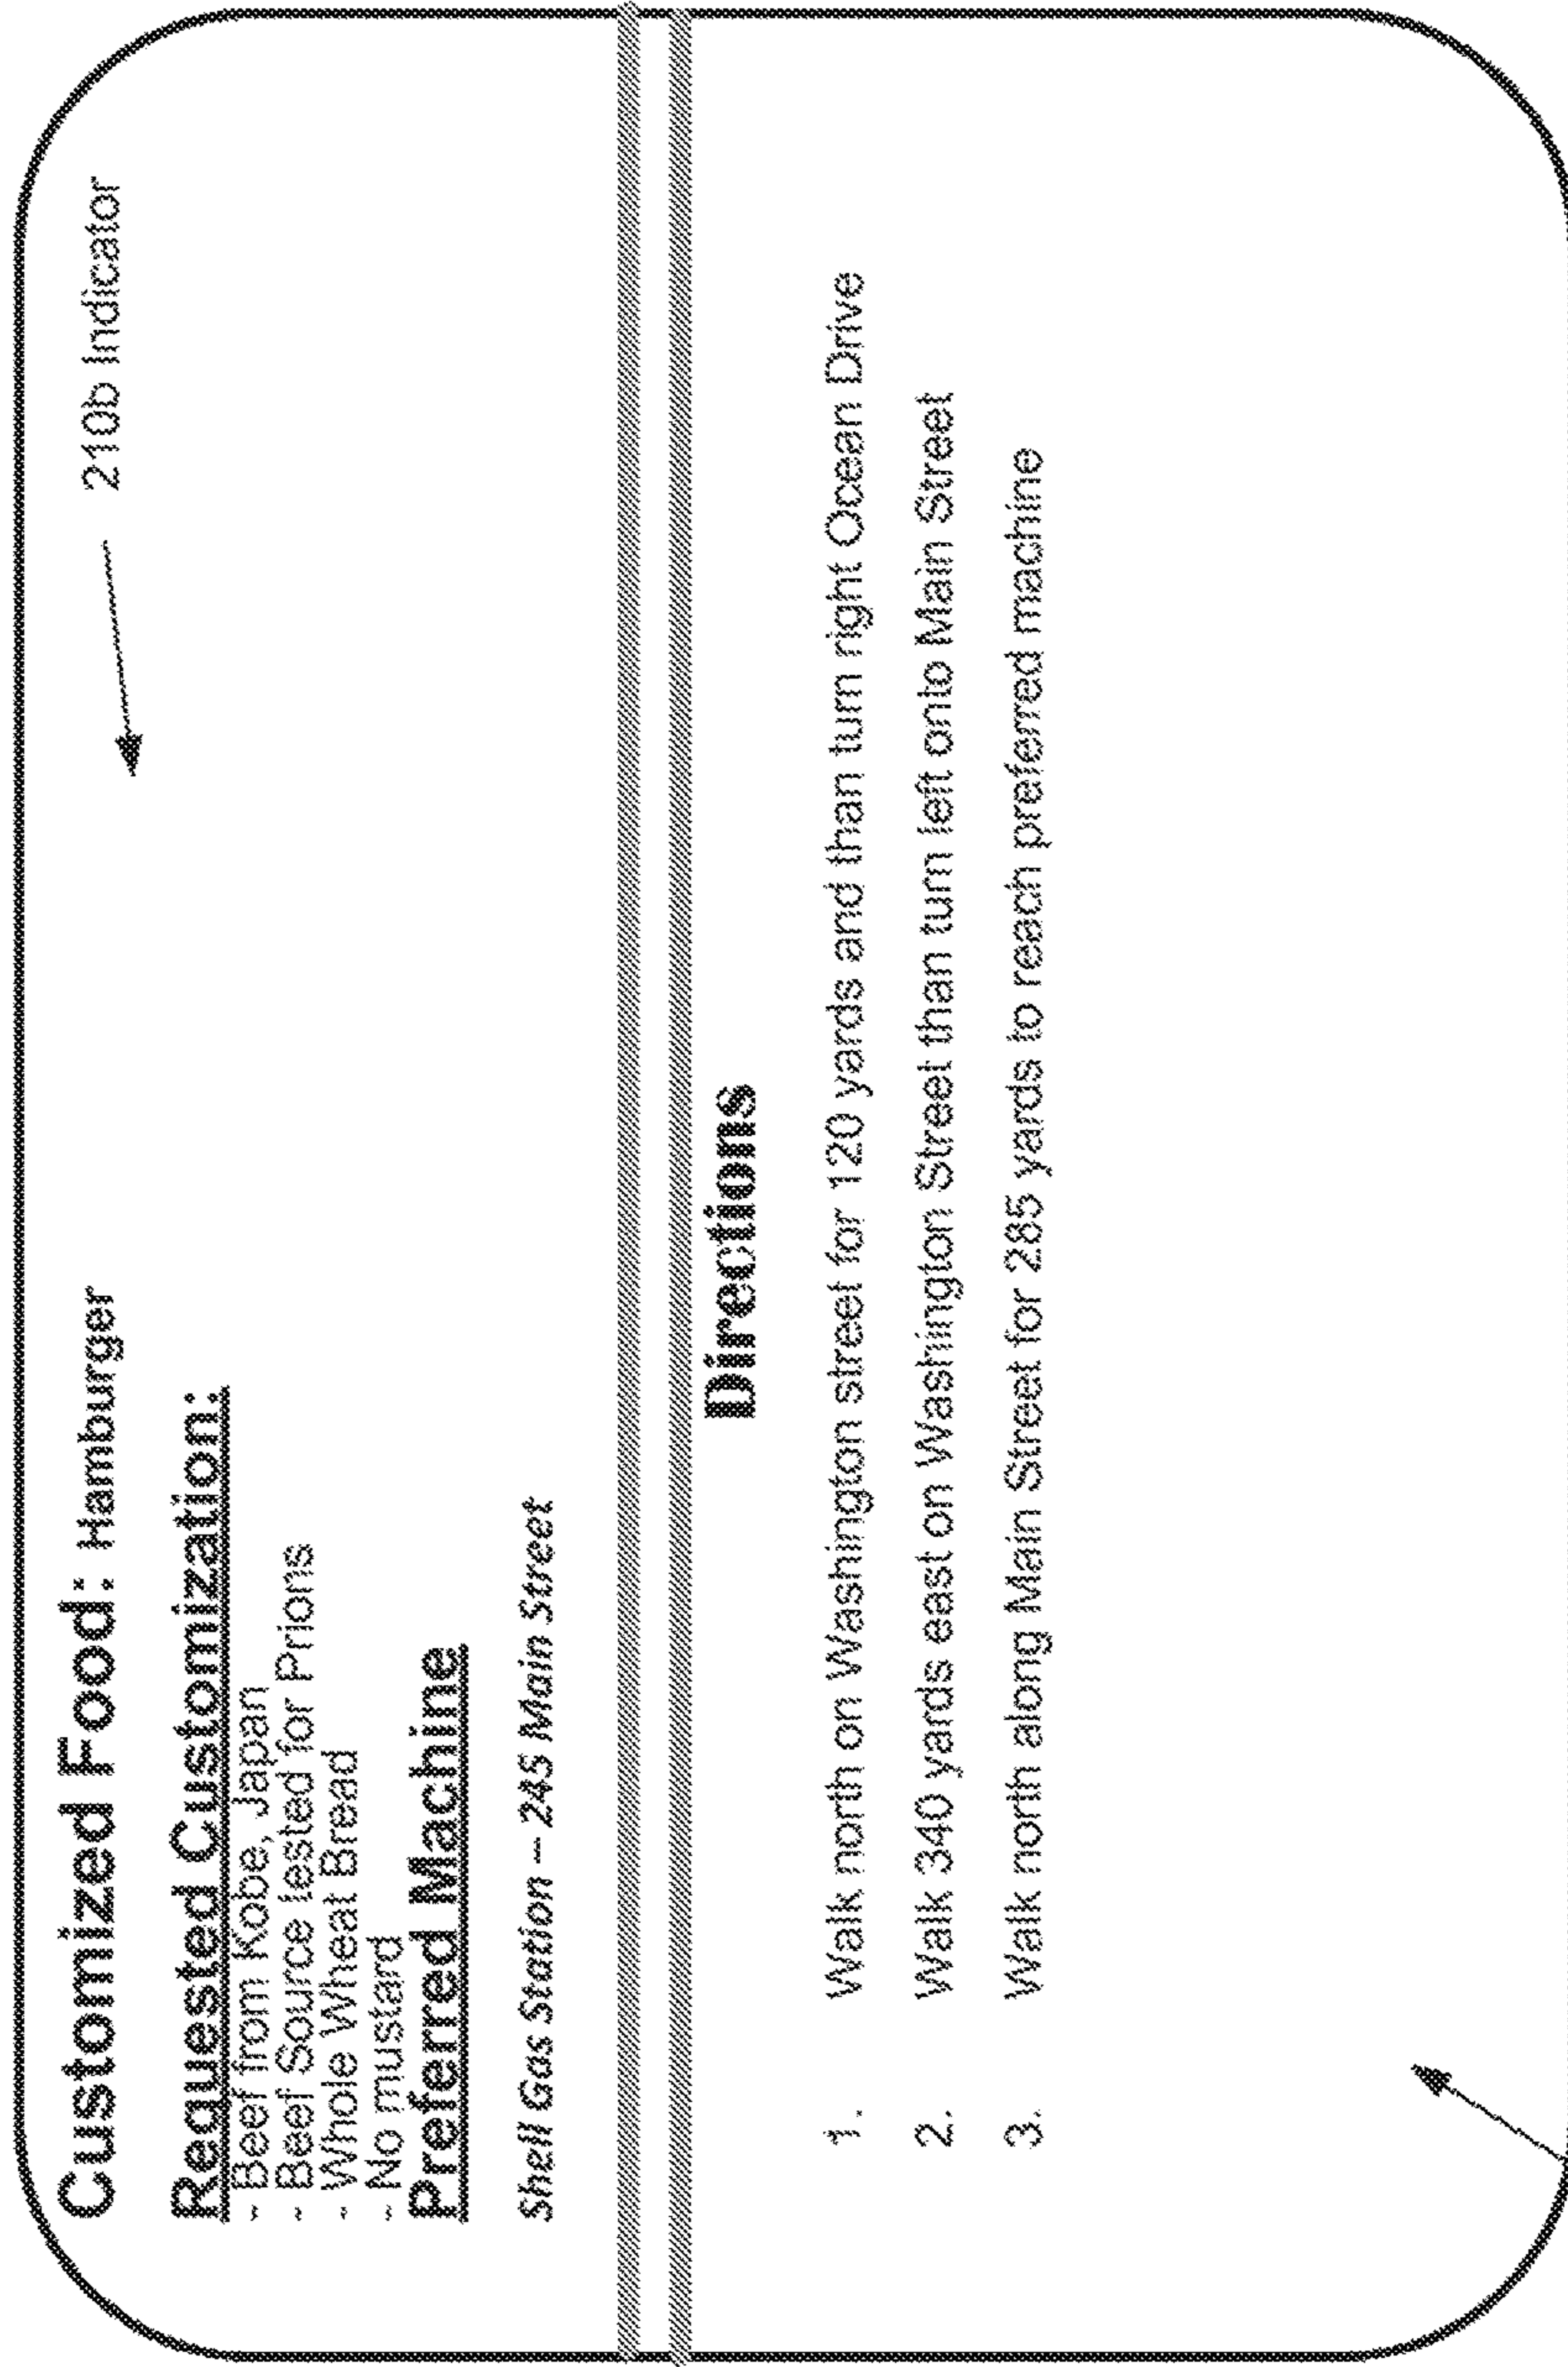 Customized Food: Hamburger
210b Indicator
Requested Customization:
- Beef from Kobe, Japan
- Beef Source tested for Prions
- Whole Wheat Bread
- No mustard
Preferred Machine
Shell Gas Station – 245 Main Street
Directions
1. Walk north on Washington street for 120 yards and than turn right Ocean Drive
2. Walk 340 yards east on Washington Street than turn left onto Main Street
3. Walk north along Main Street for 285 yards to reach preferred machine